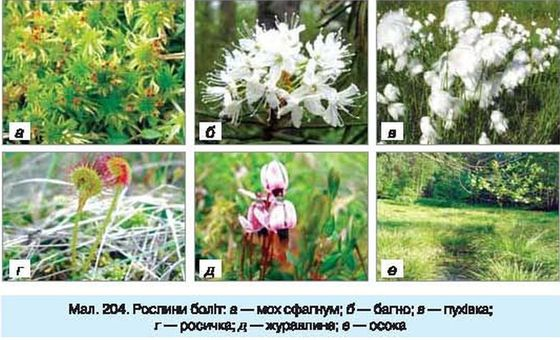 а
б
в
г
д
е
Мал. 204. Рослини боліт: а — мох сфагнум; б — багно; в — пухівка;
г — росичка; д — журавлина; е — осока